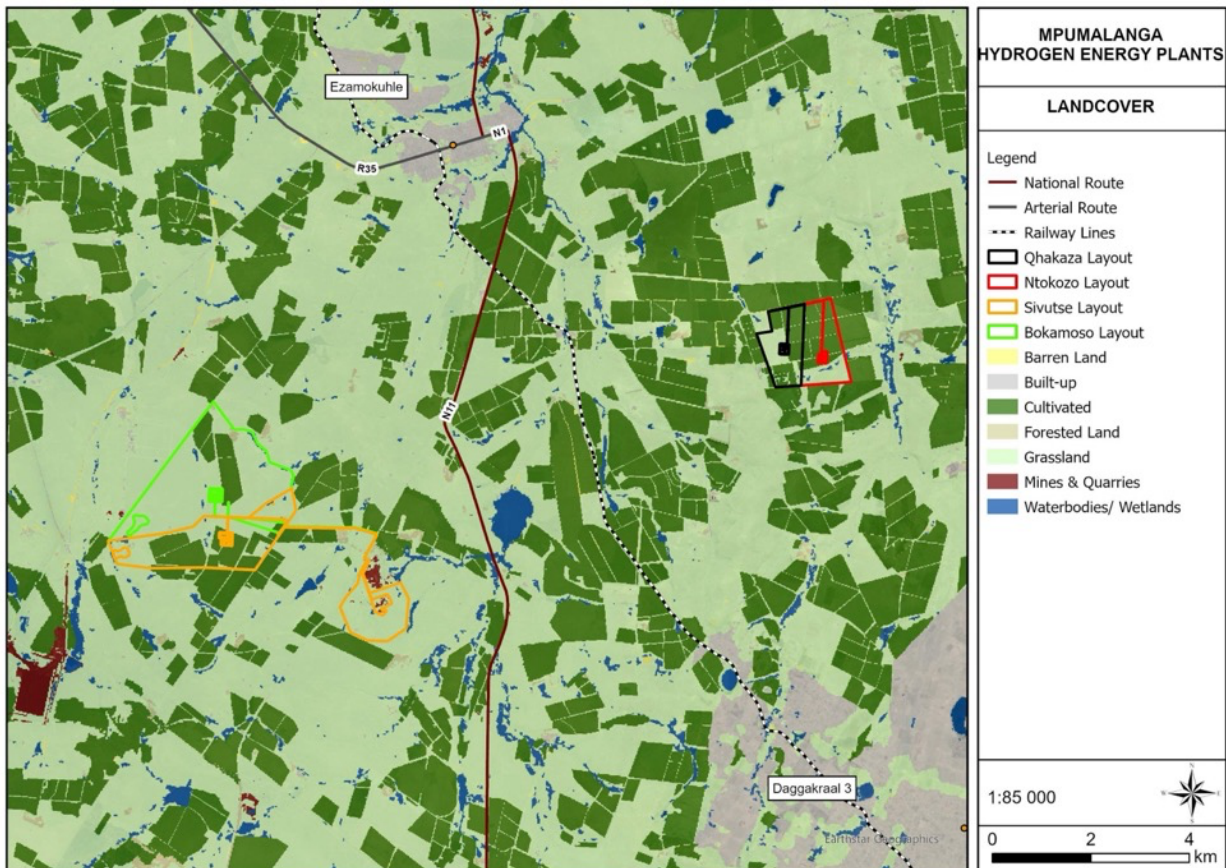 MPUMALANGA
HYDROGEN ENERGY PLANTS
LANDCOVER
Legend
National Route
Arterial Route
Railway Lines
Qhakaza Layout
Ntokozo Layout
Sivutse Layout
Bokamoso Layout
Barren Land
Built-up
Cultivated
Forested Land
Grassland
Mines & Quarries
Waterbodies/ Wetlands
1:85 000
N
W
E
S
0 2 4
km
Ezamokuhle
N1
R35
N11
Daggakraal 3
Earthstar Geographics